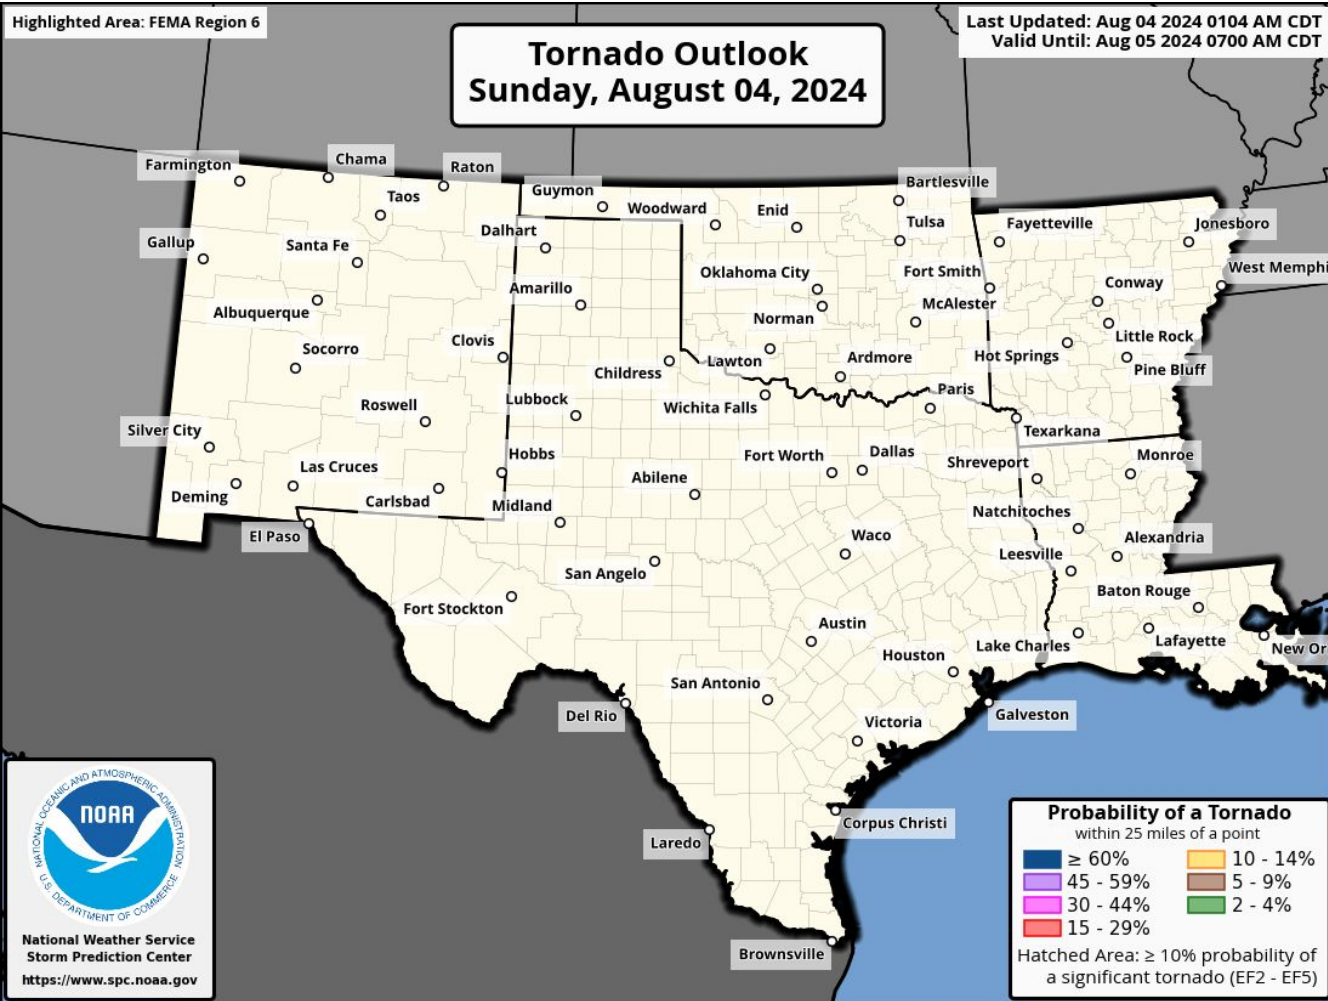 Highlighted Area: FEMA Region 6
Last Updated: Aug 04 2024 0104 AM CDT
Valid Until: Aug 05 2024 0700 AM CDT
Tornado Outlook
Sunday, August 04, 2024
Farmington
Chama
Raton
Taos
Guymon
Woodward
Enid
Bartlesville
Tulsa
Fayetteville
Jonesboro
Gallup
Santa Fe
Dalhart
Oklahoma City
Fort Smith
West Memphi
Amarillo
Conway
Albuquerque
Norman
McAlester
Socorro
Clovis
Childress
Lawton
Ardmore
Hot Springs
Little Rock
Pine Bluff
Roswell
Lubbock
Wichita Falls
Paris
Silver City
Texarkana
Las Cruces
Hobbs
Abilene
Fort Worth
Dallas
Shreveport
Monroe
Deming
Carlsbad
Midland
Natchitoches
El Paso
Waco
Leesville
Alexandria
San Angelo
Fort Stockton
Baton Rouge
Austin
Houston
Lake Charles
Lafayette
New Or
San Antonio
Del Rio
Victoria
Galveston
Corpus Christi
Laredo
Brownsville
NATIONAL OCEANIC AND ATMOSPHERIC ADMINISTRATION
NOAA
U.S. DEPARTMENT OF COMMERCE
National Weather Service
Storm Prediction Center
https://www.spc.noaa.gov
Probability of a Tornado
within 25 miles of a point
≥ 60%
45 - 59%
30 - 44%
15 - 29%
10 - 14%
5 - 9%
2 - 4%
Hatched Area: ≥ 10% probability of
a significant tornado (EF2 - EF5)